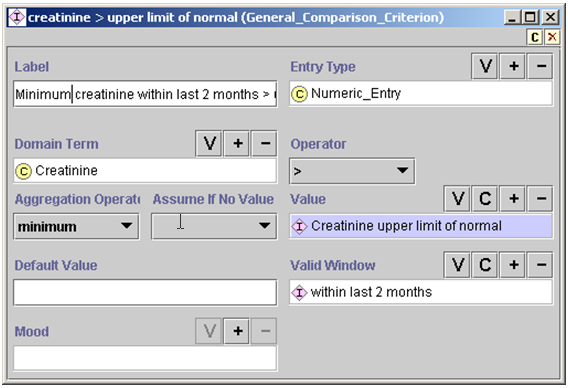 creatinine > upper limit of normal (General_Comparison_Criterion)
C
Label
Minimum creatinine within last 2 months >
Entry Type V + −
C Numeric_Entry
Domain Term V + −
C Creatinine
Operator
>
Aggregation Operato
minimum
Assume If No Value
Value V C + −
I Creatinine upper limit of normal
Default Value
Valid Window V C + −
I within last 2 months
Mood V + −